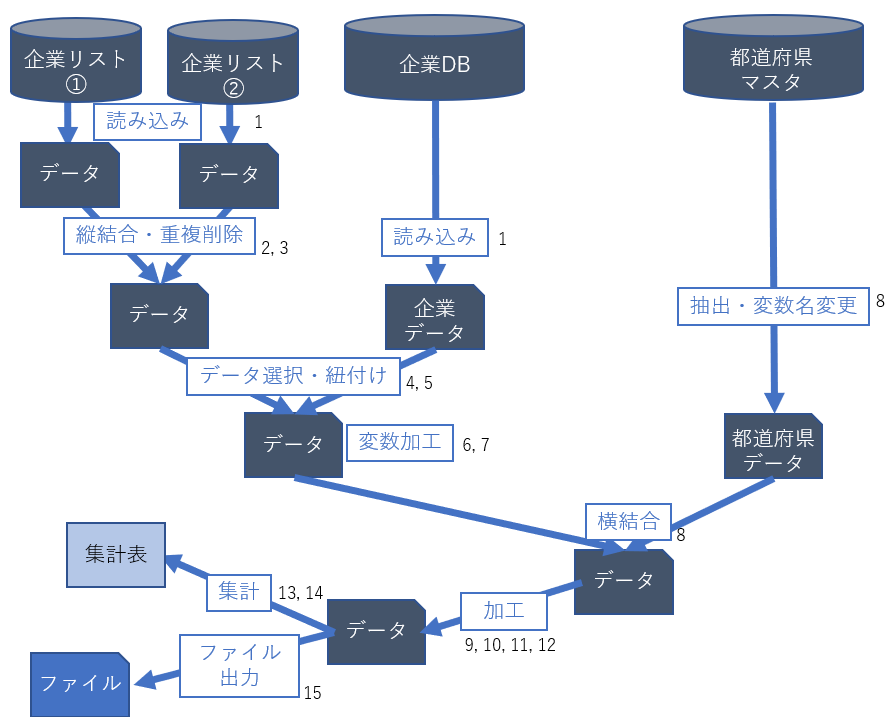 企業リスト
①
企業リスト
②
企業DB
都道府県
マスタ
読み込み
1
データ
データ
縦結合・重複削除
2, 3
読み込み
1
データ
企業
データ
抽出・変数名変更
8
データ選択・紐付け
4, 5
データ
変数加工
6, 7
都道府県
データ
横結合
8
データ
集計表
集計
13, 14
データ
加工
9, 10, 11, 12
ファイル
出力
15
ファイル